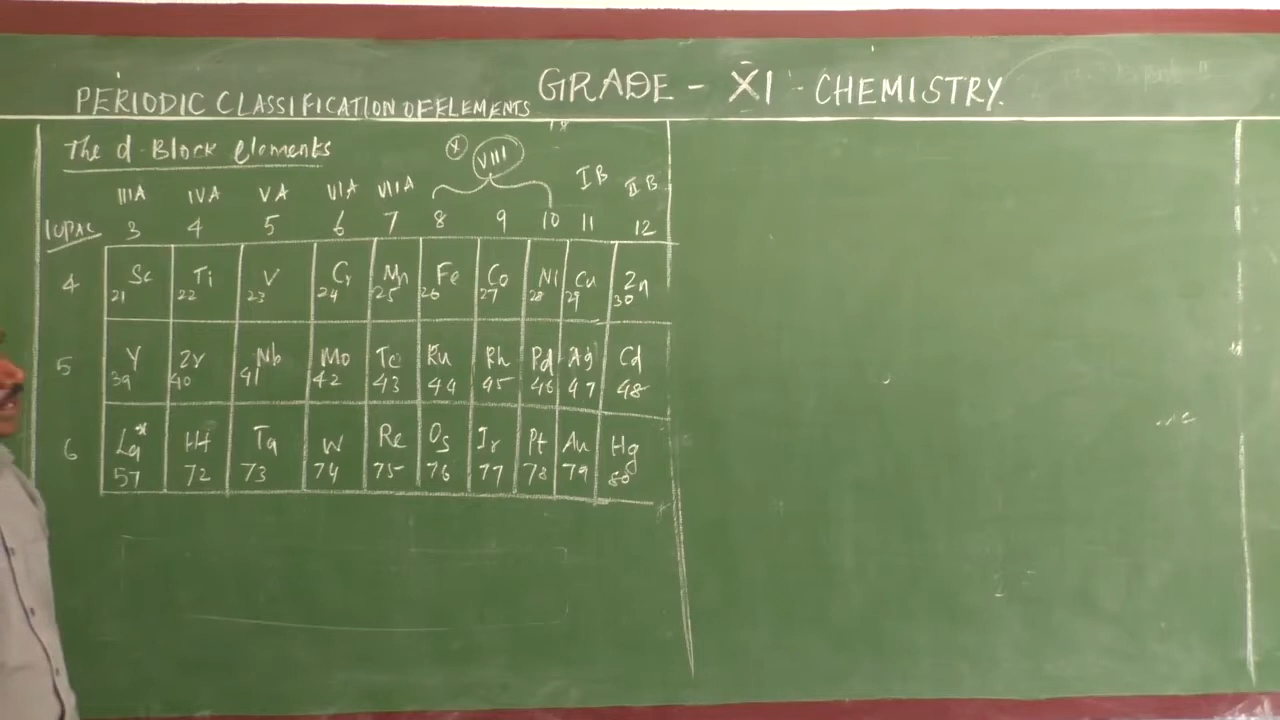 GRADE - XI - CHEMISTRY.
PERIODIC CLASSIFICATION OF ELEMENTS
18
The d-Block elements
X VIII
IIIA IVA VA VIA VIIA IB IIB
IUPAC 3 4 5 6 7 8 9 10 11 12
4 Sc Ti V Cr Mn Fe Co Ni Cu Zn
21 22 23 24 25 26 27 28 29 30
5 Y Zr Nb Mo Tc Ru Rh Pd Ag Cd
39 40 41 42 43 44 45 46 47 48
6 La* Hf Ta W Re Os Ir Pt Au Hg
57 72 73 74 75 76 77 78 79 80